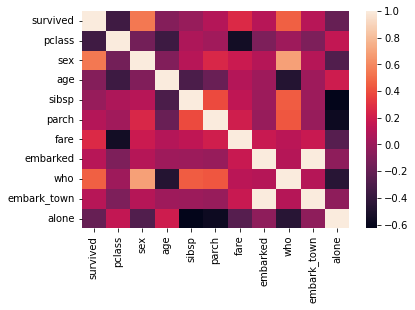 survived
pclass
sex
age
sibsp
parch
fare
embarked
who
embark_town
alone
survived
pclass
sex
age
sibsp
parch
fare
embarked
who
embark_town
alone
1.0
0.8
0.6
0.4
0.2
0.0
−0.2
−0.4
−0.6